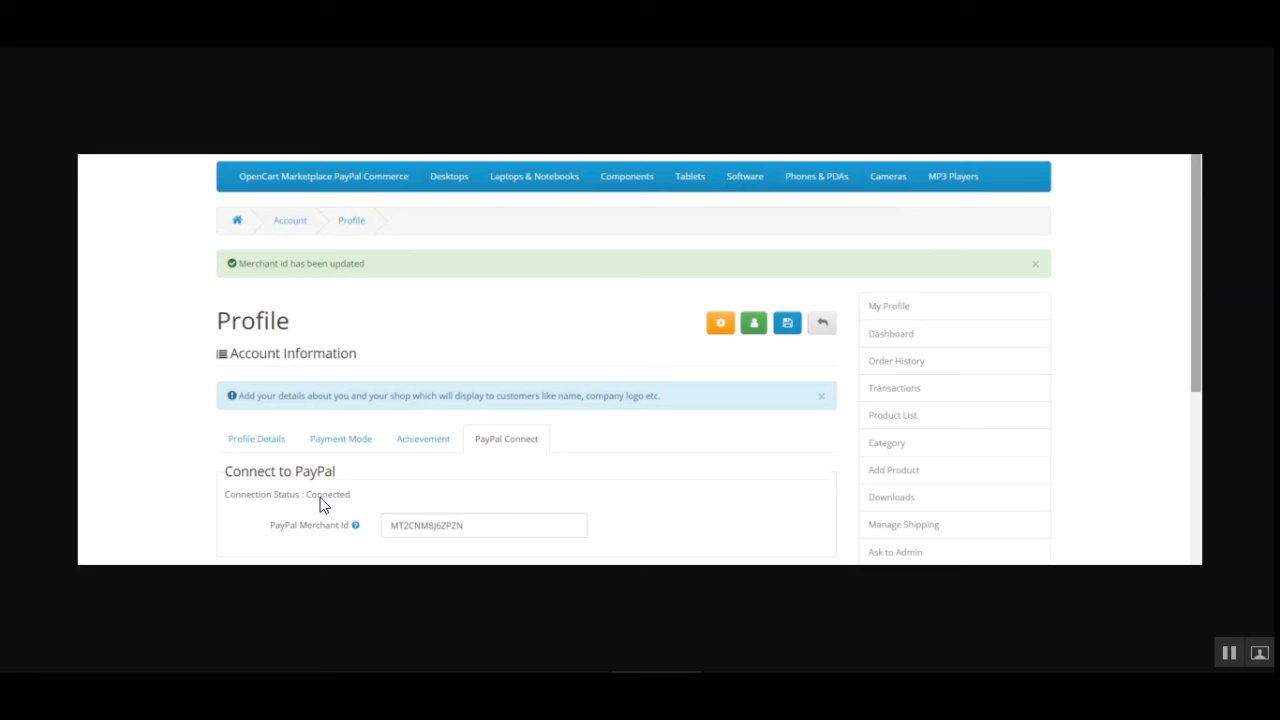 OpenCart Marketplace PayPal Commerce Desktops Laptops & Notebooks Components Tablets Software Phones & PDAs Cameras MP3 Players
Account Profile
Merchant id has been updated ×
Profile
Account Information
Add your details about you and your shop which will display to customers like name, company logo etc. ×
Profile Details Payment Mode Achievement PayPal Connect
Connect to PayPal
Connection Status : Connected
PayPal Merchant Id MT2CNM8J6ZPZN
My Profile
Dashboard
Order History
Transactions
Product List
Category
Add Product
Downloads
Manage Shipping
Ask to Admin